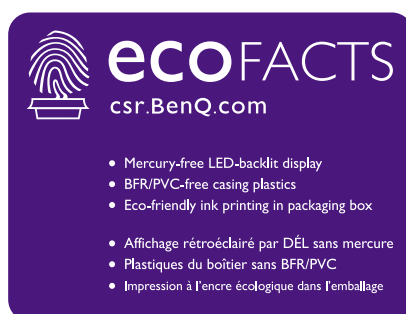 ecoFACTS
csr.BenQ.com
• Mercury-free LED-backlit display
• BFR/PVC-free casing plastics
• Eco-friendly ink printing in packaging box
• Affichage rétroéclairé par DÉL sans mercure
• Plastiques du boîtier sans BFR/PVC
• Impression à l'encre écologique dans l'emballage